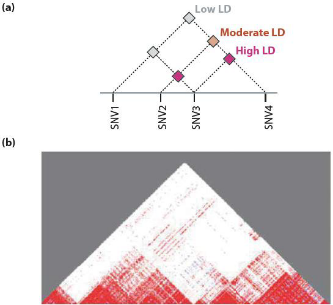 (a)
Low LD
Moderate LD
High LD
SNV1
SNV2
SNV3
SNV4
(b)